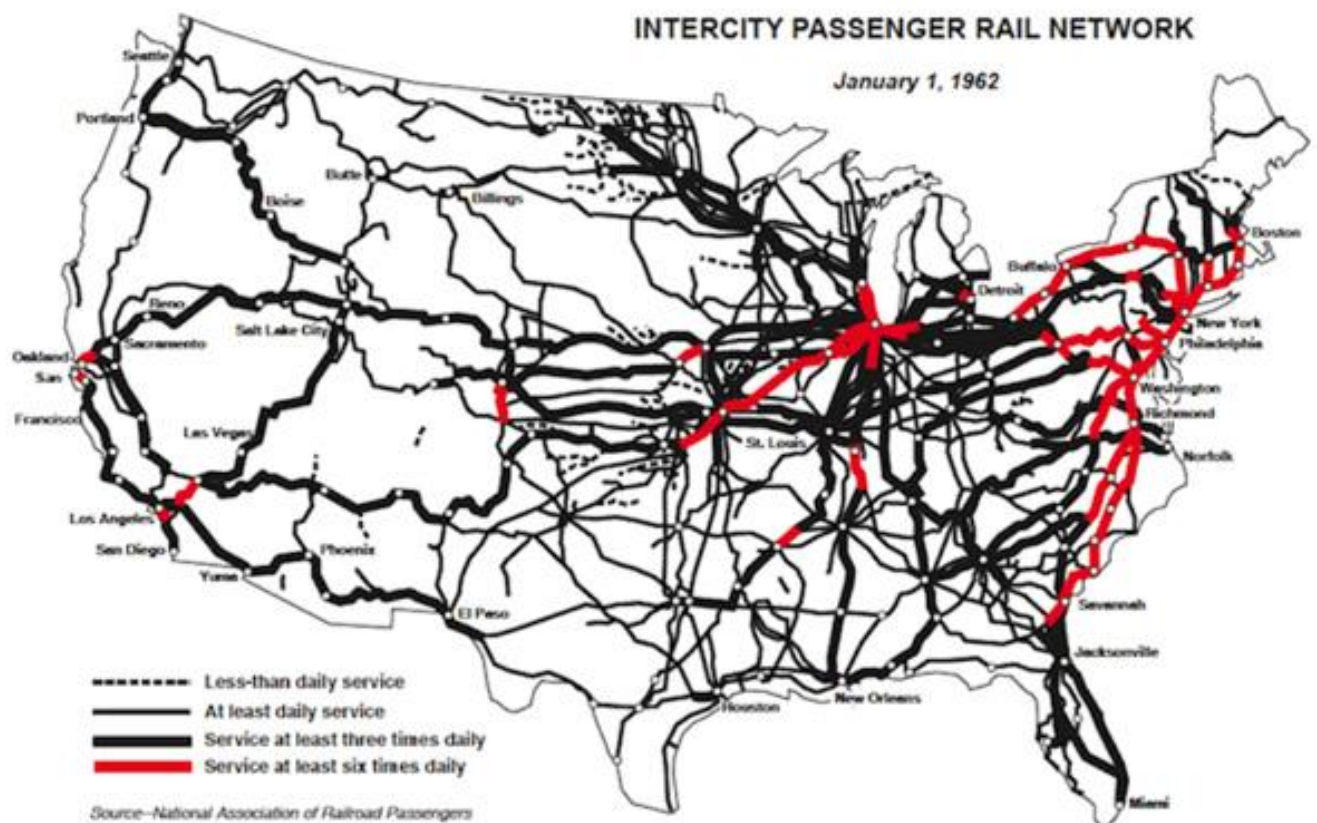 INTERCITY PASSENGER RAIL NETWORK
January 1, 1962
Seattle
Portland
Butte
Billings
Boise
Boston
Buffalo
Detroit
Reno
Salt Lake City
New York
Oakland
Sacramento
Philadelphia
San
Washington
Francisco
Richmond
Las Vegas
St. Louis
Norfolk
Los Angeles
San Diego
Phoenix
Yuma
El Paso
Savannah
Jacksonville
Less-than daily service
New Orleans
At least daily service
Houston
Service at least three times daily
Service at least six times daily
Miami
Source--National Association of Railroad Passengers